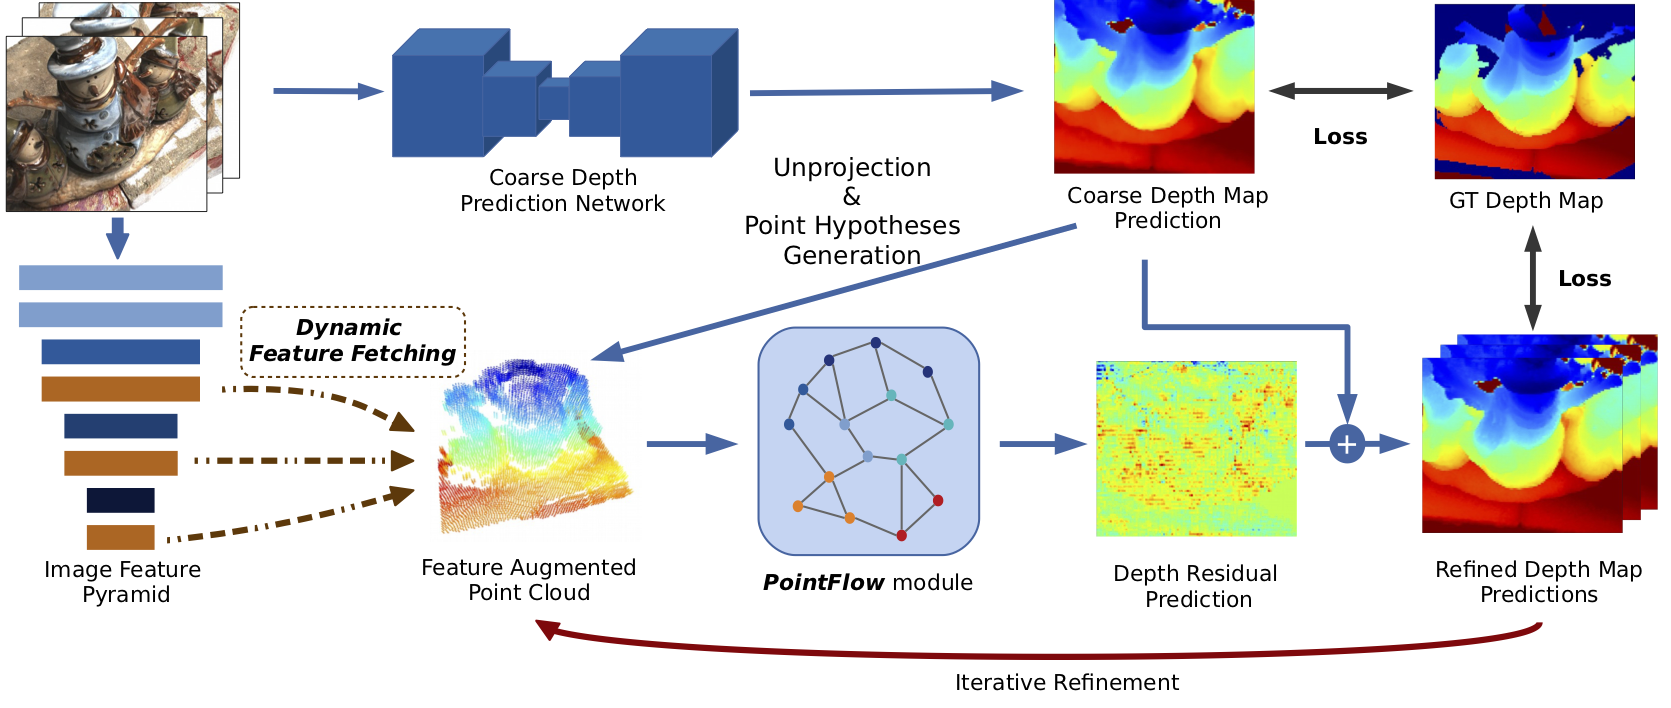 Coarse Depth
Prediction Network
Unprojection
&
Point Hypotheses
Generation
Coarse Depth Map
Prediction
Loss
GT Depth Map
Loss
Dynamic
Feature Fetching
+
Image Feature
Pyramid
Feature Augmented
Point Cloud
PointFlow module
Depth Residual
Prediction
Refined Depth Map
Predictions
Iterative Refinement